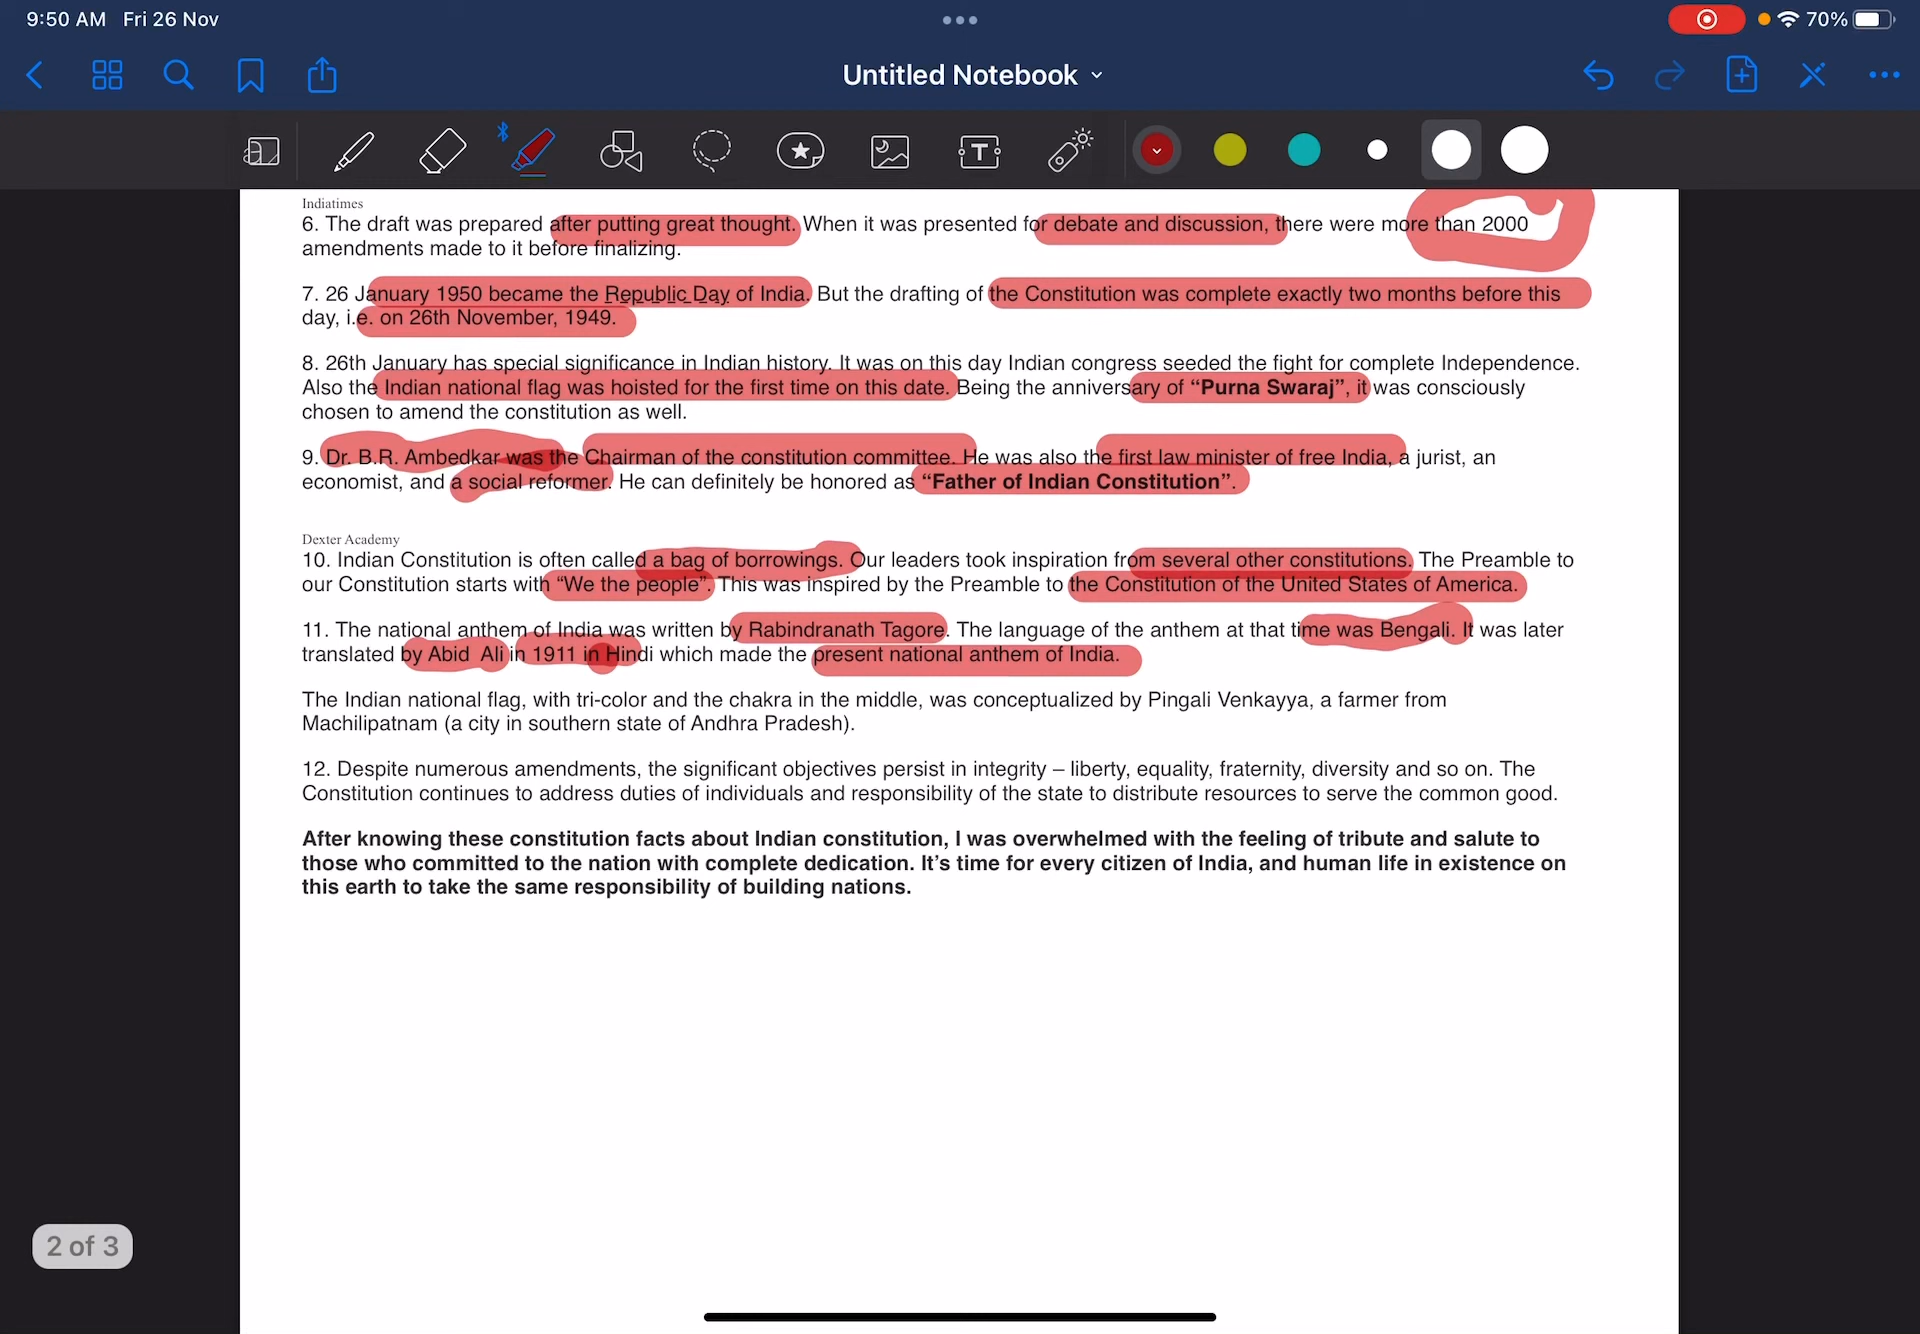 9:50 AM Fri 26 Nov
70%
Untitled Notebook
Indiatimes
6. The draft was prepared after putting great thought. When it was presented for debate and discussion, there were more than 2000
amendments made to it before finalizing.
7. 26 January 1950 became the Republic Day of India. But the drafting of the Constitution was complete exactly two months before this
day, i.e. on 26th November, 1949.
8. 26th January has special significance in Indian history. It was on this day Indian congress seeded the fight for complete Independence.
Also the Indian national flag was hoisted for the first time on this date. Being the anniversary of “Purna Swaraj”, it was consciously
chosen to amend the constitution as well.
9. Dr. B.R. Ambedkar was the Chairman of the constitution committee. He was also the first law minister of free India, a jurist, an
economist, and a social reformer. He can definitely be honored as “Father of Indian Constitution”.
Dexter Academy
10. Indian Constitution is often called a bag of borrowings. Our leaders took inspiration from several other constitutions. The Preamble to
our Constitution starts with “We the people”. This was inspired by the Preamble to the Constitution of the United States of America.
11. The national anthem of India was written by Rabindranath Tagore. The language of the anthem at that time was Bengali. It was later
translated by Abid Ali in 1911 in Hindi which made the present national anthem of India.
The Indian national flag, with tri-color and the chakra in the middle, was conceptualized by Pingali Venkayya, a farmer from
Machilipatnam (a city in southern state of Andhra Pradesh).
12. Despite numerous amendments, the significant objectives persist in integrity – liberty, equality, fraternity, diversity and so on. The
Constitution continues to address duties of individuals and responsibility of the state to distribute resources to serve the common good.
After knowing these constitution facts about Indian constitution, I was overwhelmed with the feeling of tribute and salute to
those who committed to the nation with complete dedication. It’s time for every citizen of India, and human life in existence on
this earth to take the same responsibility of building nations.
2 of 3